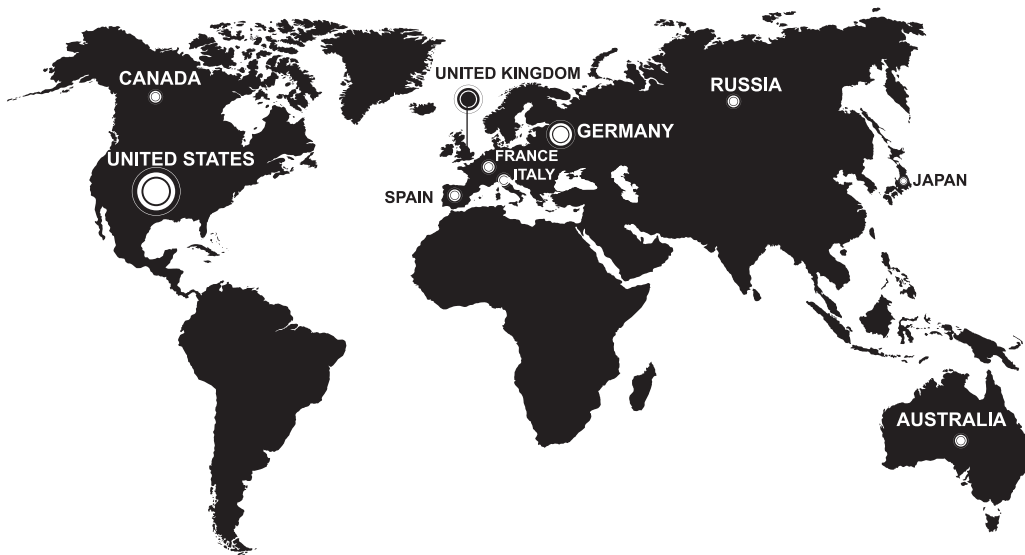 CANADA
UNITED STATES
UNITED KINGDOM
GERMANY
FRANCE
ITALY
SPAIN
RUSSIA
JAPAN
AUSTRALIA